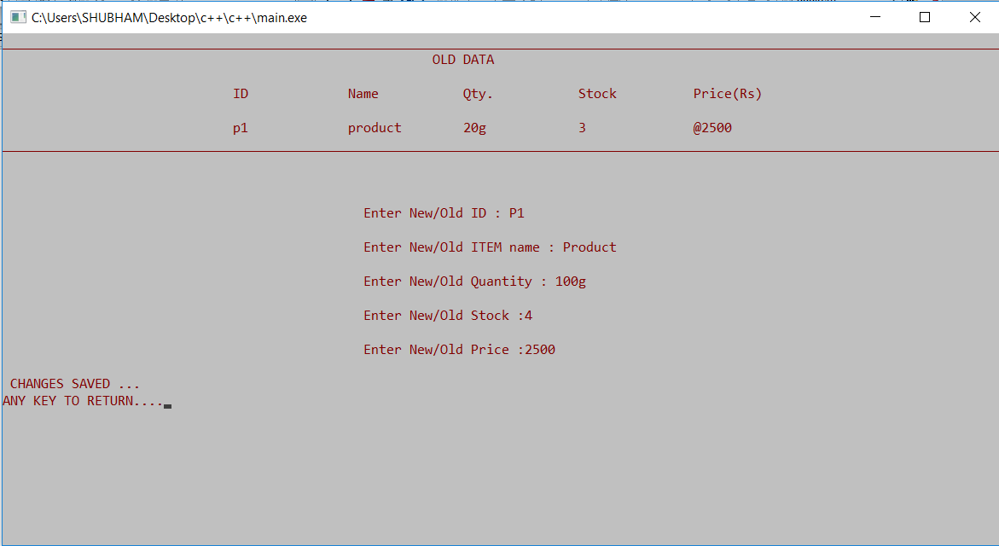 C:\Users\SHUBHAM\Desktop\c++\c++\main.exe
OLD DATA
ID Name Qty. Stock Price(Rs)
p1 product 20g 3 @2500
Enter New/Old ID : P1
Enter New/Old ITEM name : Product
Enter New/Old Quantity : 100g
Enter New/Old Stock :4
Enter New/Old Price :2500
CHANGES SAVED ...
ANY KEY TO RETURN....